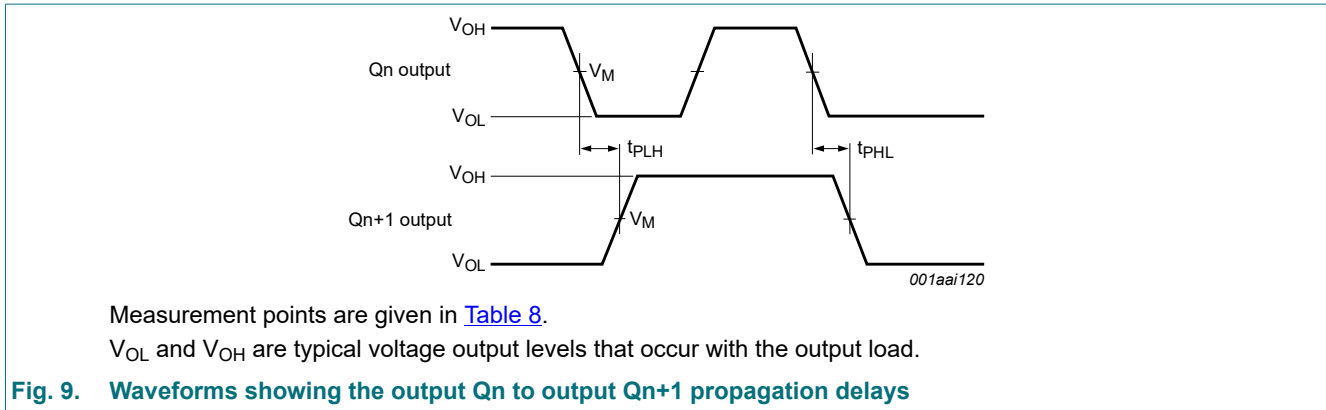 VOH
Qn output
VM
VOL
tPLH
tPHL
VOH
Qn+1 output
VM
VOL
001aai120
Measurement points are given in Table 8.
VOL and VOH are typical voltage output levels that occur with the output load.
Fig. 9. Waveforms showing the output Qn to output Qn+1 propagation delays